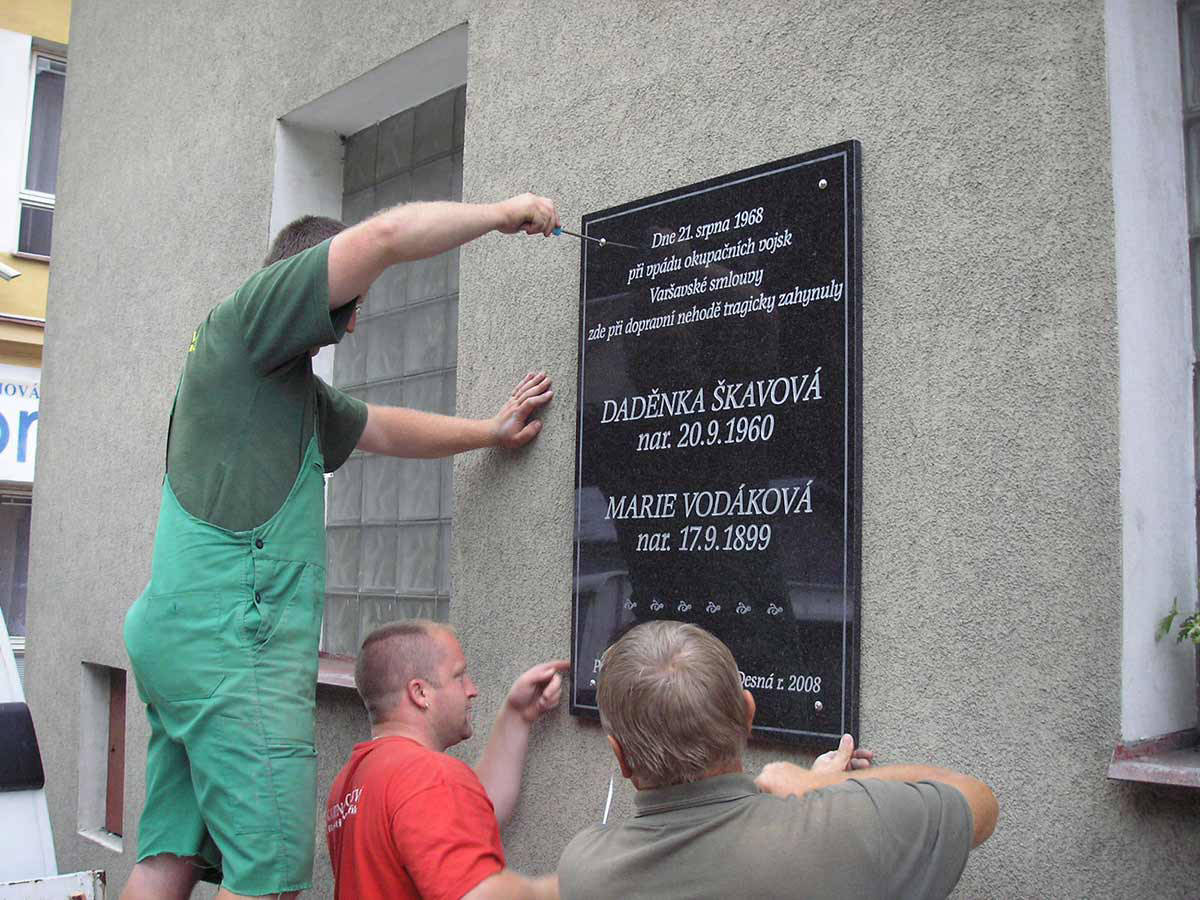 Dne 21. srpna 1968
při vpádu okupačních vojsk
Varšavské smlouvy
zde při dopravní nehodě tragicky zahynuly
DADĚNKA ŠKAVOVÁ
nar. 20.9.1960
MARIE VODÁKOVÁ
nar. 17.9.1899
Desná r. 2008